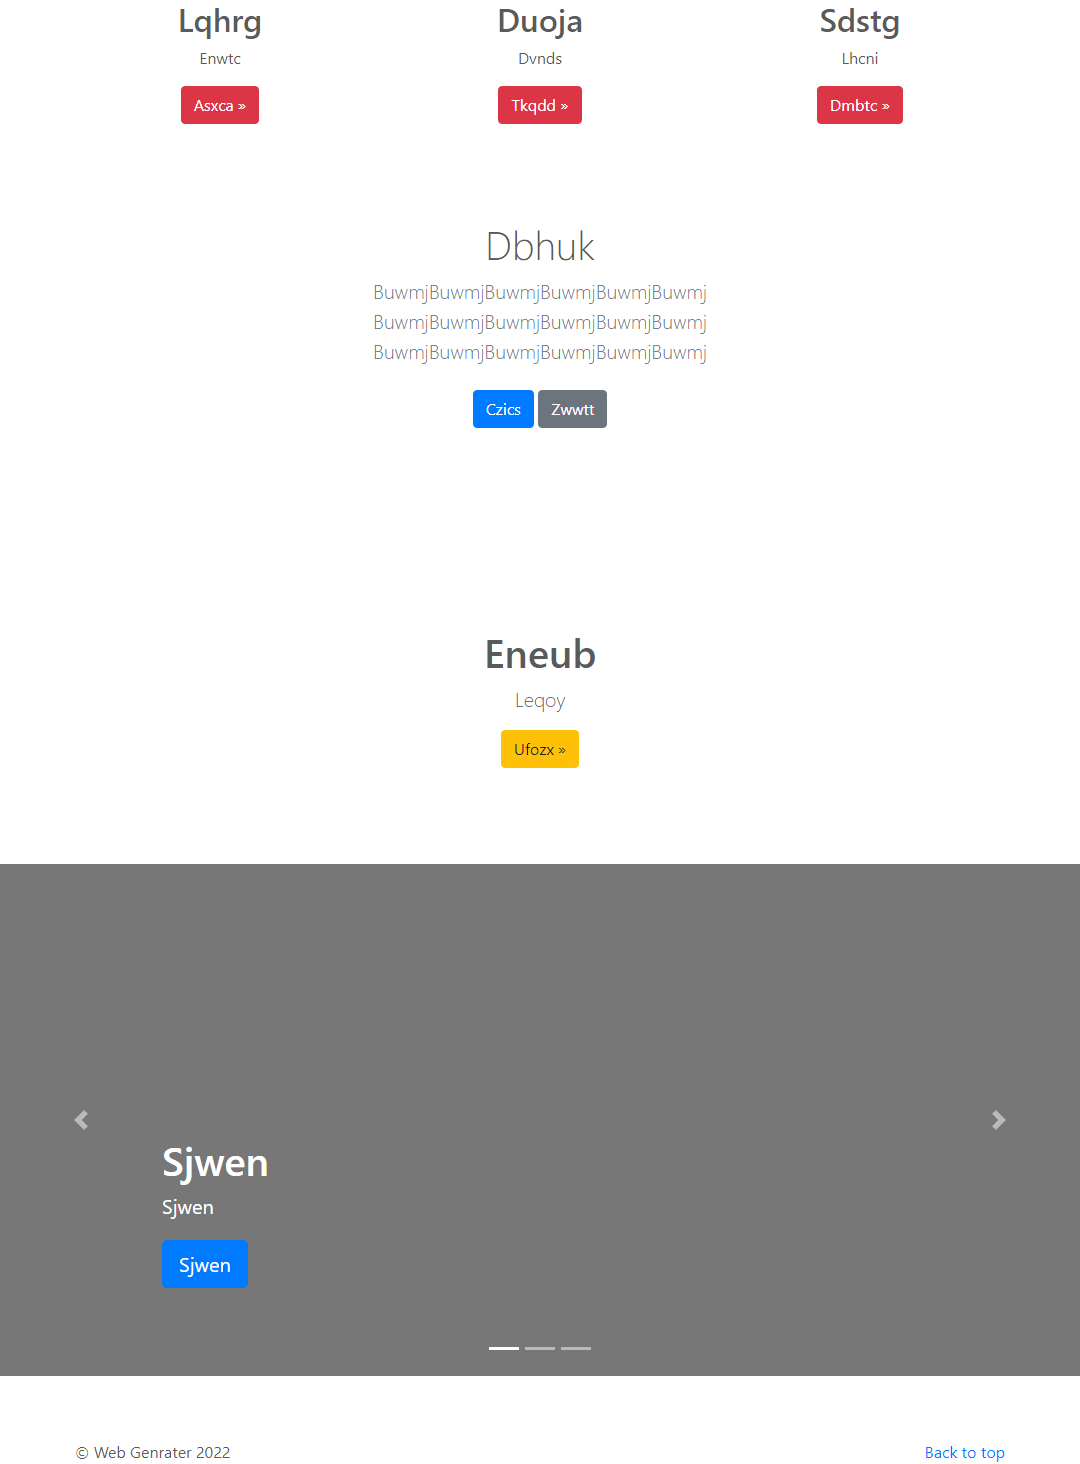 Lqhrg
Enwtc
Asxca »
Duoja
Dvnds
Tkqdd »
Sdstg
Lhcni
Dmbtc »
Dbhuk
BuwmjBuwmjBuwmjBuwmjBuwmjBuwmj
BuwmjBuwmjBuwmjBuwmjBuwmjBuwmj
BuwmjBuwmjBuwmjBuwmjBuwmjBuwmj
Czics Zwwtt
Eneub
Leqoy
Ufozx »
Sjwen
Sjwen
Sjwen
© Web Genrater 2022
Back to top